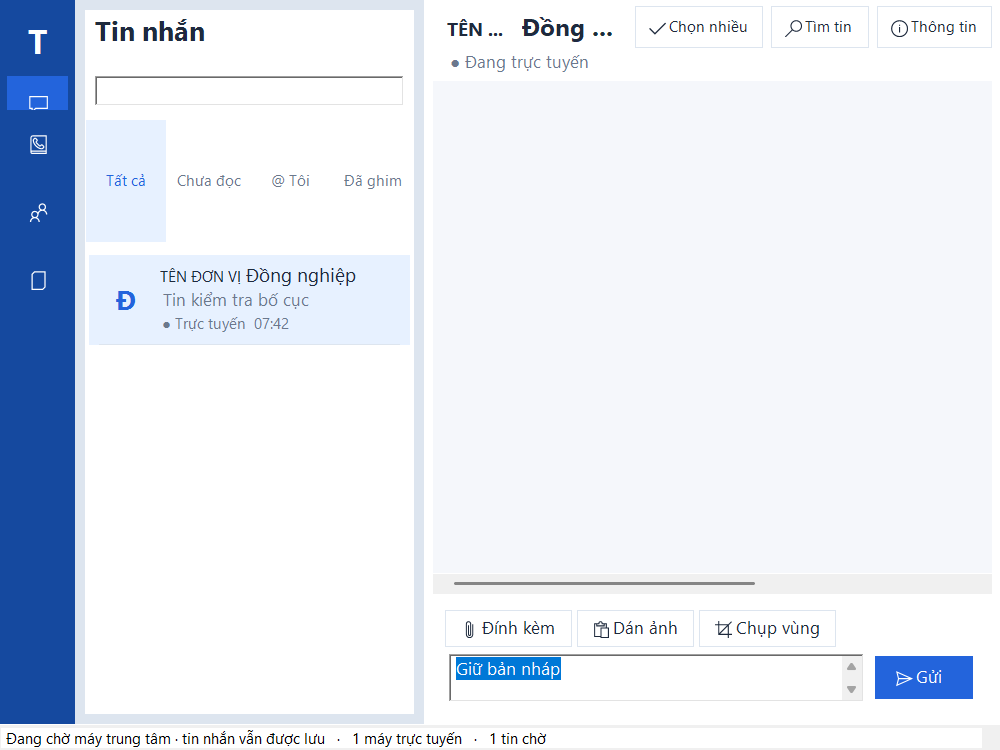 T
Tin nhắn
Tất cả
Chưa đọc
@ Tôi
Đã ghim
Đ
TÊN ĐƠN VỊ Đồng nghiệp
Tin kiểm tra bố cục
● Trực tuyến 07:42
TÊN ... Đồng ...
● Đang trực tuyến
Chọn nhiều
Tìm tin
Thông tin
Đính kèm
Dán ảnh
Chụp vùng
Giữ bản nháp
Gửi
Đang chờ máy trung tâm · tin nhắn vẫn được lưu · 1 máy trực tuyến · 1 tin chờ